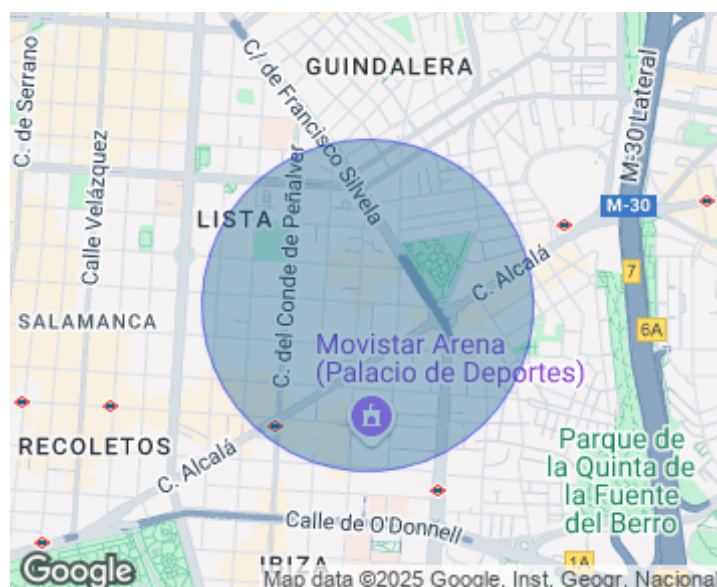 C. de Serrano
Calle Velázquez
C/ de Francisco Silvela
GUINDALERA
M-30 Lateral
M-30
LISTA
C. del Conde de Peñalver
C. Alcalá
7
6A
SALAMANCA
Movistar Arena
(Palacio de Deportes)
RECOLETOS
C. Alcalá
Parque de
la Quinta de
la Fuente
del Berro
Calle de O'Donnell
1A
IBIZA
Google
Map data ©2025 Google, Inst. Geogr. Nacional